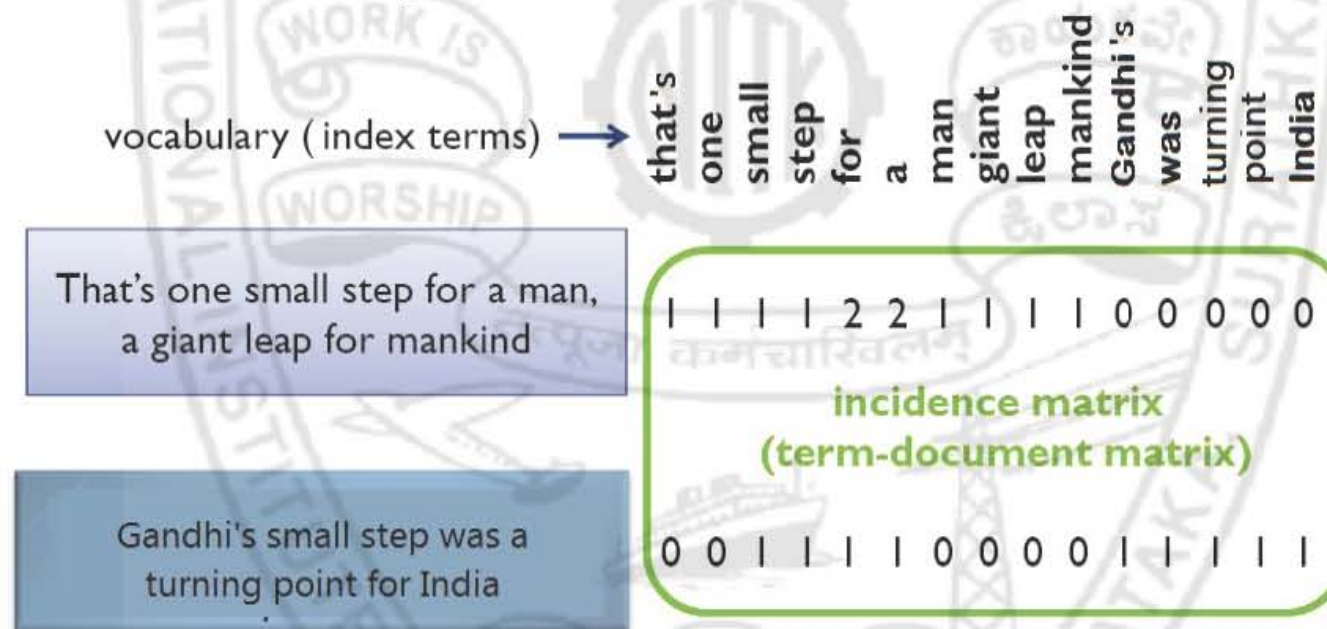 WORK IS
WORSHIP
vocabulary ( index terms)
that's
one
small
step
for
a
man
giant
leap
mankind
Gandhi's
was
turning
point
India
That's one small step for a man,
a giant leap for mankind
1 1 1 1 2 2 1 1 1 1 0 0 0 0 0
incidence matrix
(term-document matrix)
Gandhi's small step was a
turning point for India
0 0 1 1 1 1 0 0 0 0 1 1 1 1 1